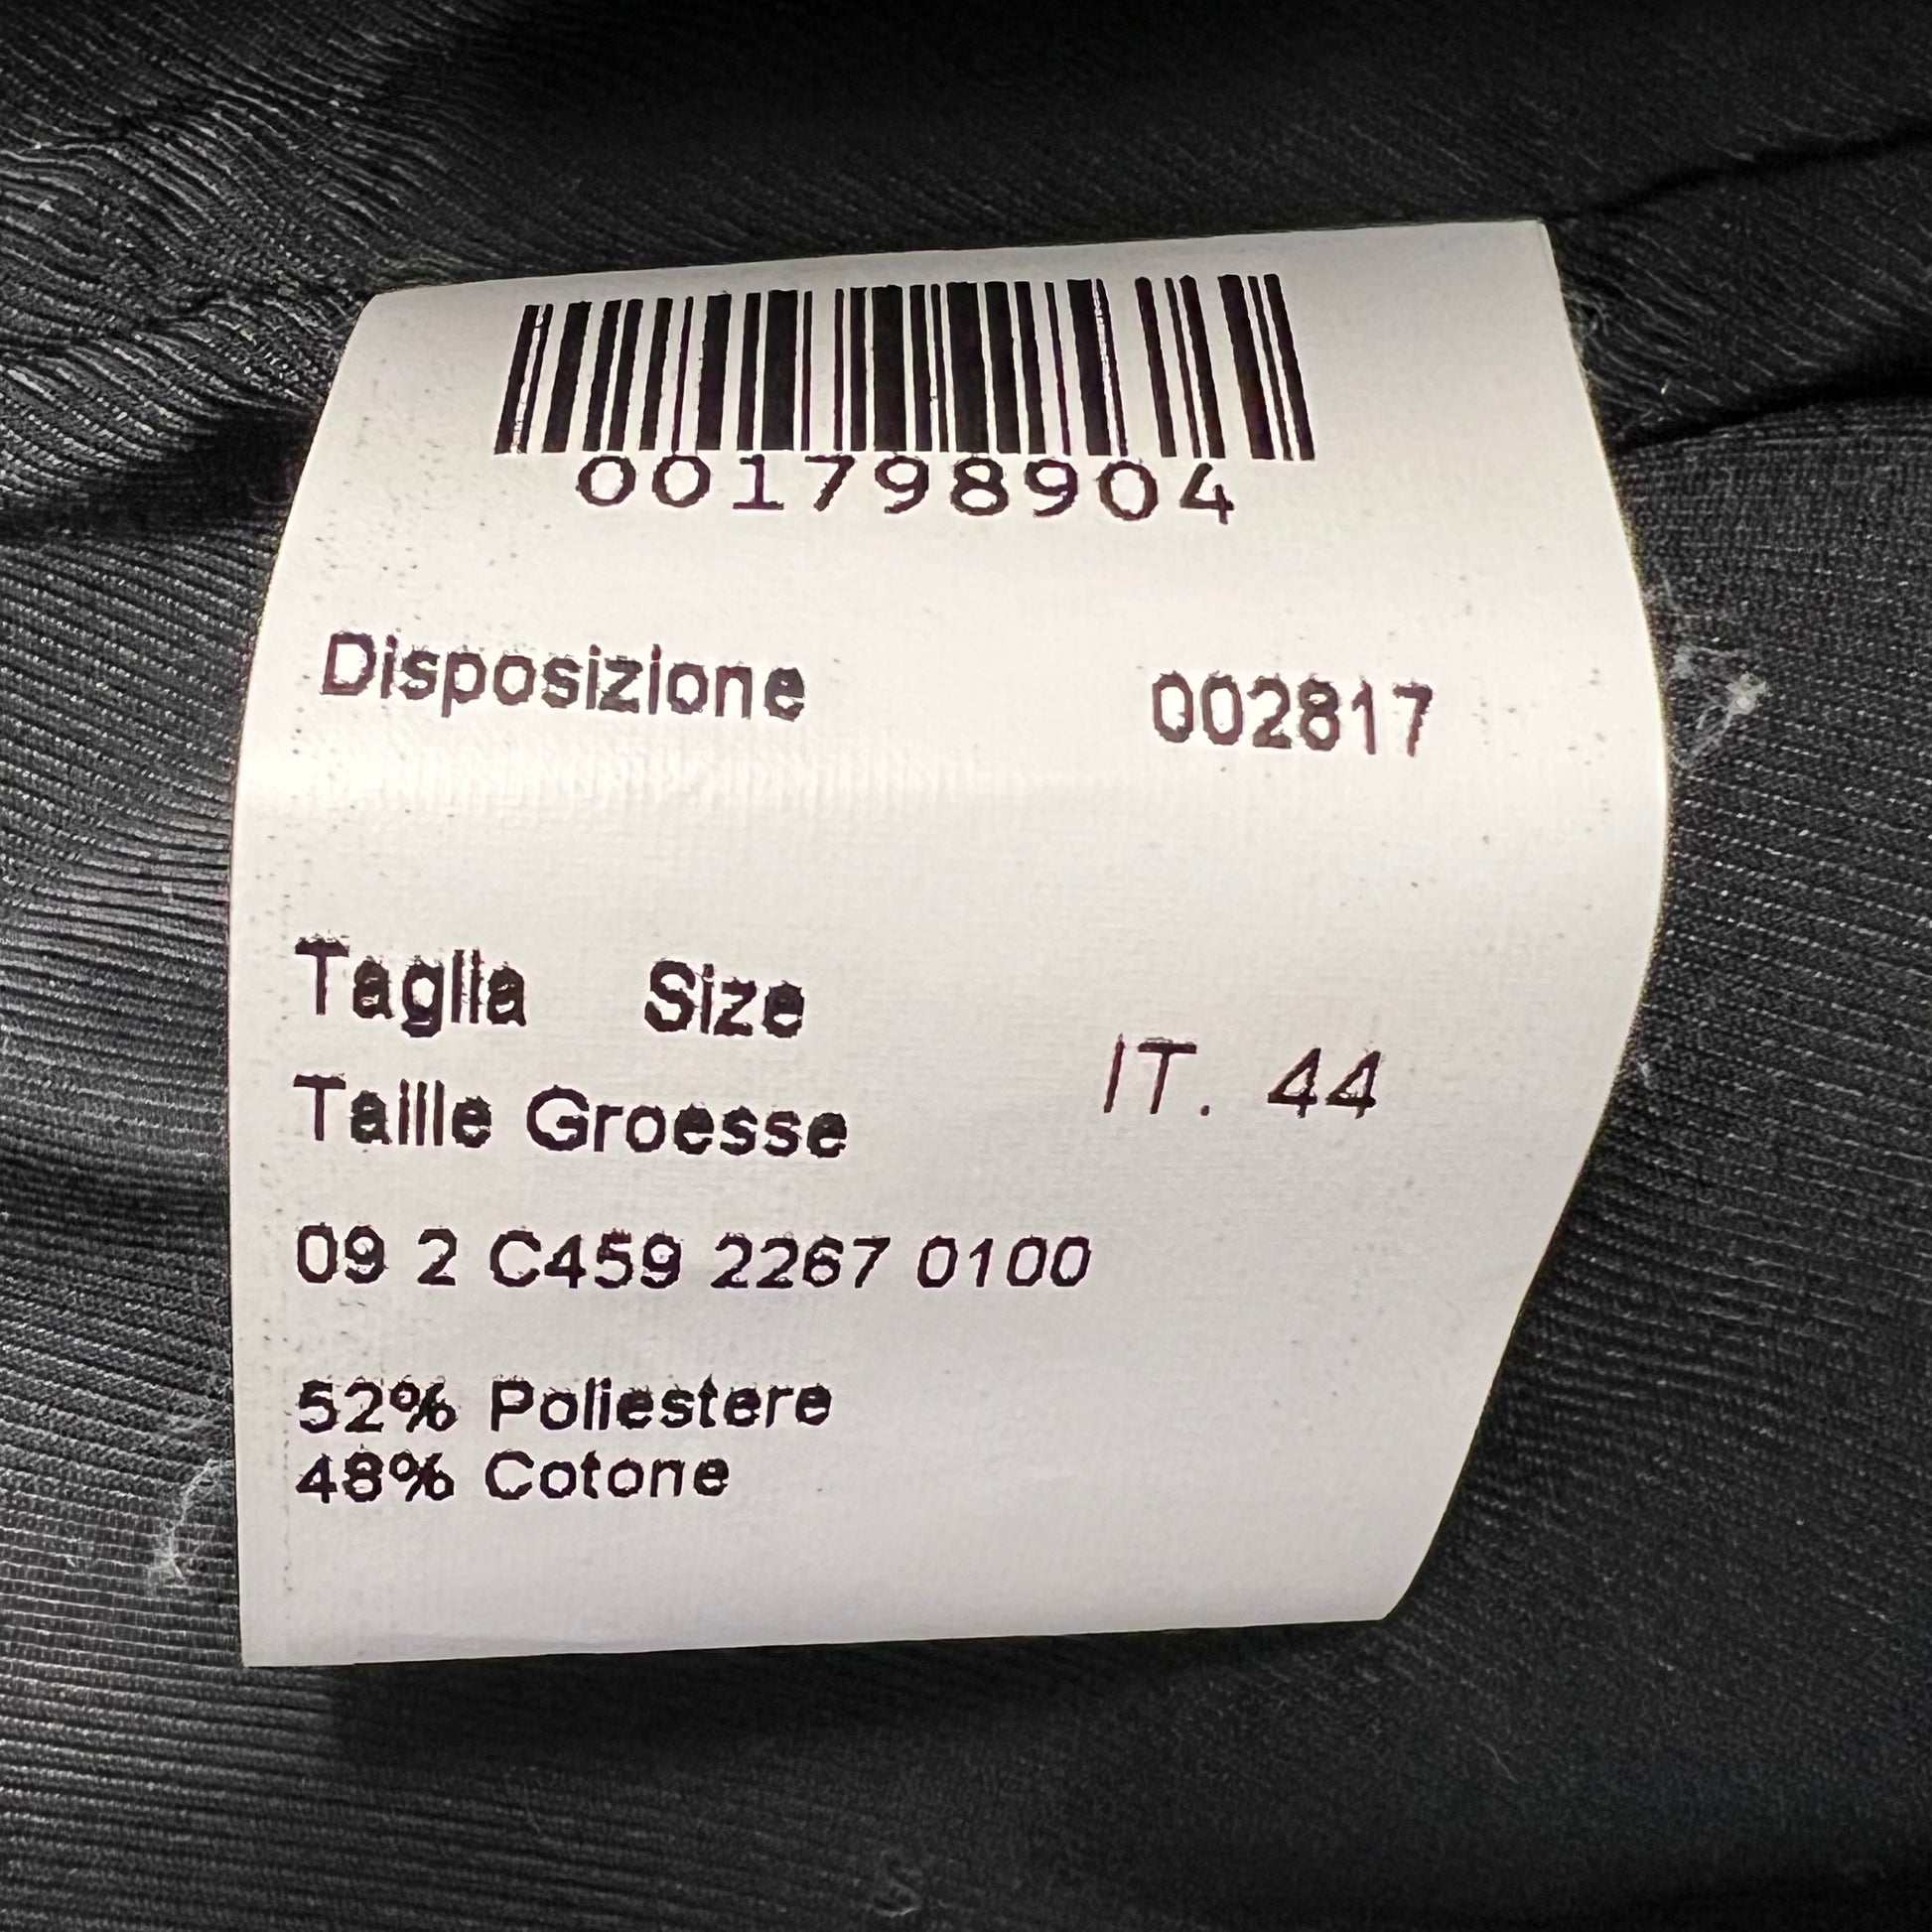 001798904
Disposizione 002817
Taglia Size
IT. 44
Taille Groesse
09 2 C459 2267 0100
52% Poliestere
48% Cotone